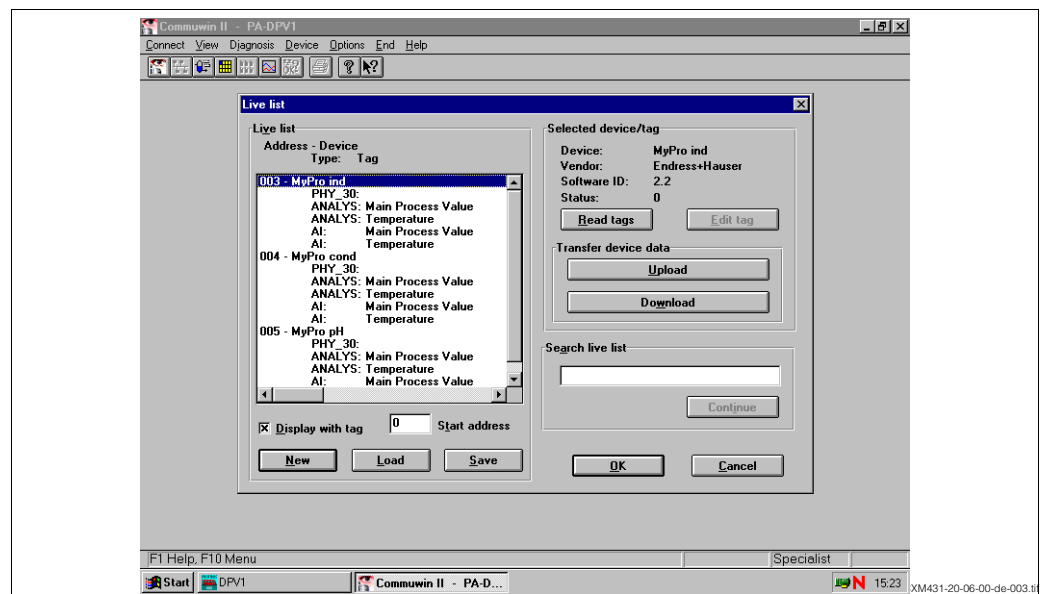 Commuwin II - PA-DPV1
Connect View Djagnosis Device Options End Help
Live list
Live list
Address - Device
Type: Tag
003 - MyPro ind
PHY_30:
ANALYS: Main Process Value
ANALYS: Temperature
AI: Main Process Value
AI: Temperature
004 - MyPro cond
PHY_30:
ANALYS: Main Process Value
ANALYS: Temperature
AI: Main Process Value
AI: Temperature
005 - MyPro pH
PHY_30:
ANALYS: Main Process Value
ANALYS: Temperature
AI: Main Process Value
Display with tag 0 Start address
New Load Save
Selected device/tag
Device: MyPro ind
Vendor: Endress+Hauser
Software ID: 2.2
Status: 0
Read tags Edit tag
Transfer device data
Upload
Download
Search live list
Continue
OK Cancel
F1 Help, F10 Menu Specialist
Start DPV1 Commuwin II - PA-D... N 15:23
XM431-20-06-00-de-003.tif